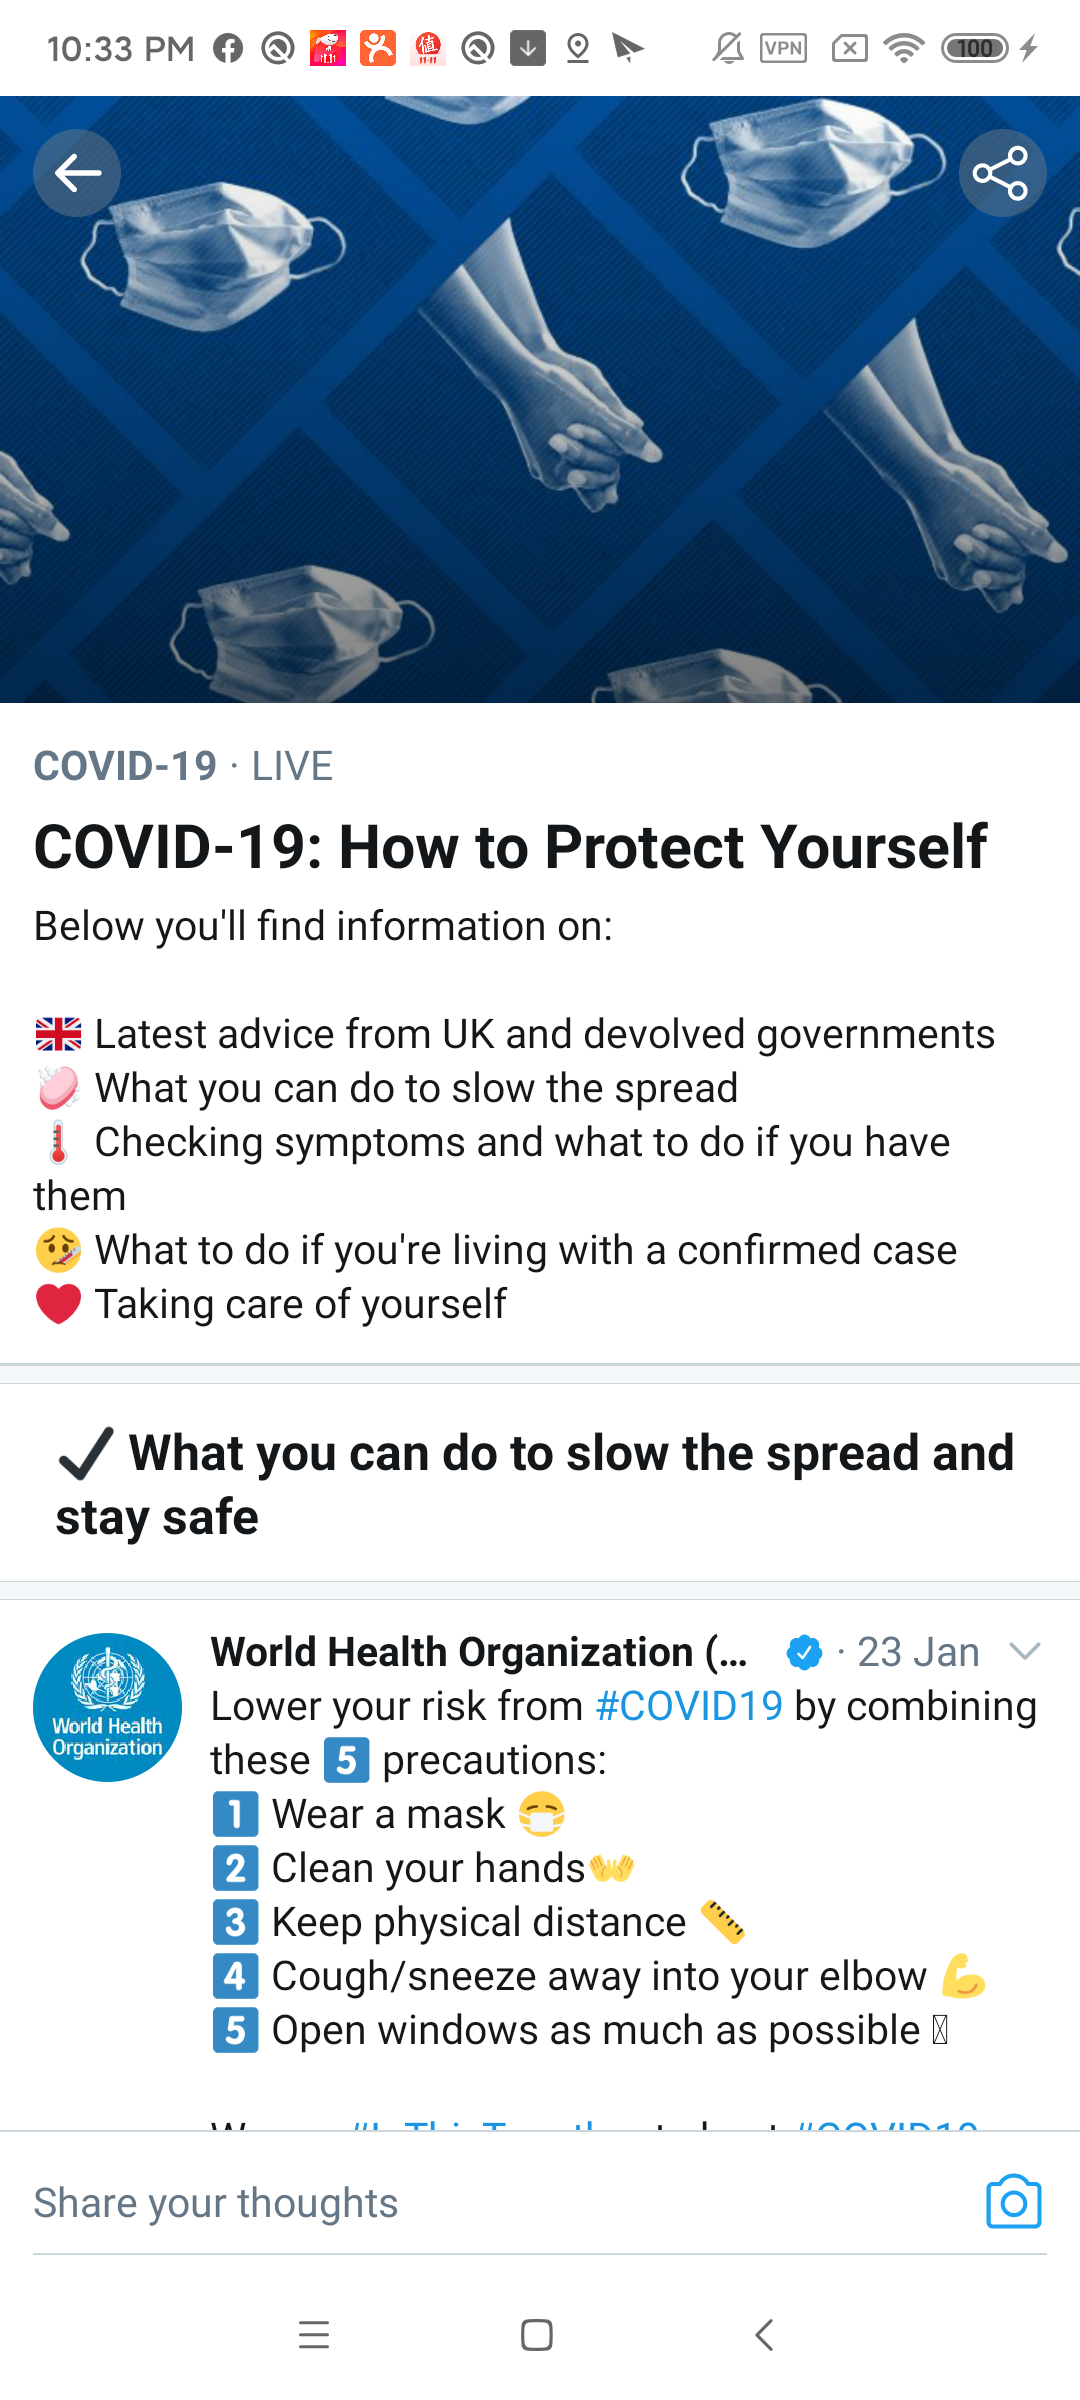 10:33 PM VPN 100
COVID-19 · LIVE
COVID-19: How to Protect Yourself
Below you'll find information on:
🇬🇧 Latest advice from UK and devolved governments
🧼 What you can do to slow the spread
🌡️ Checking symptoms and what to do if you have
them
🤒 What to do if you're living with a confirmed case
❤️ Taking care of yourself
✔️ What you can do to slow the spread and
stay safe
World Health Organization (... · 23 Jan
World Health
Organization
Lower your risk from #COVID19 by combining
these 5️⃣ precautions:
1️⃣ Wear a mask 😷
2️⃣ Clean your hands👐
3️⃣ Keep physical distance 📏
4️⃣ Cough/sneeze away into your elbow 💪
5️⃣ Open windows as much as possible
Share your thoughts